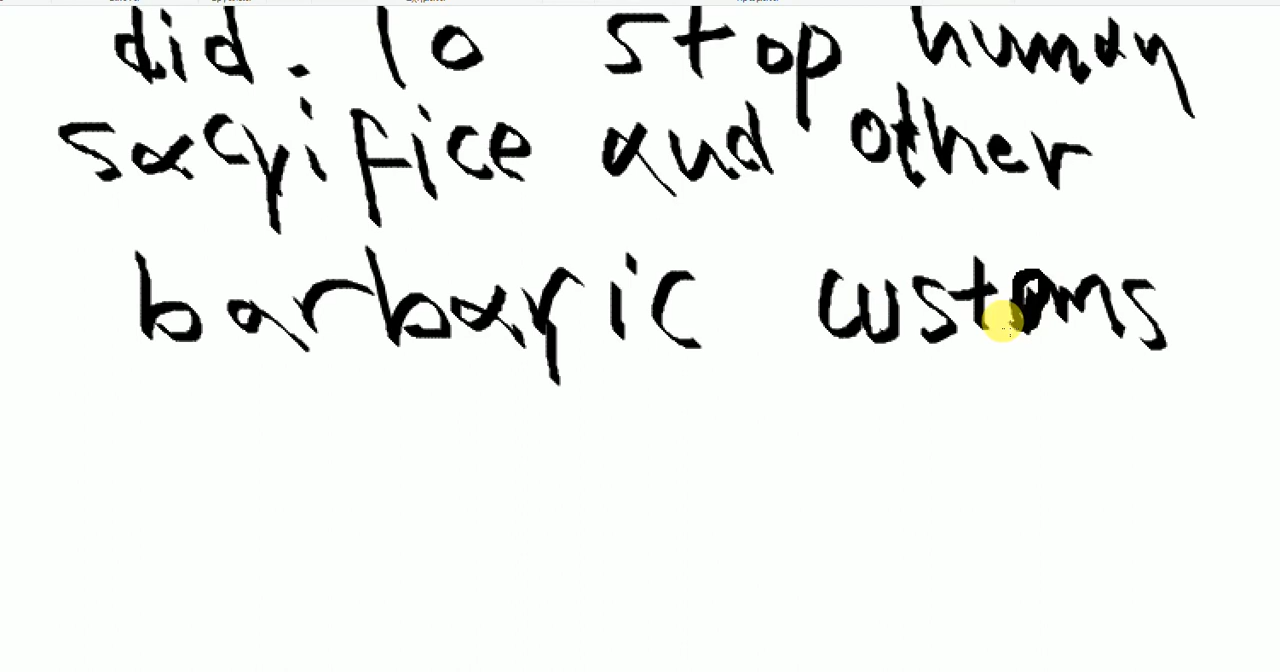 did. To stop human
sacrifice and other
barbaric customs